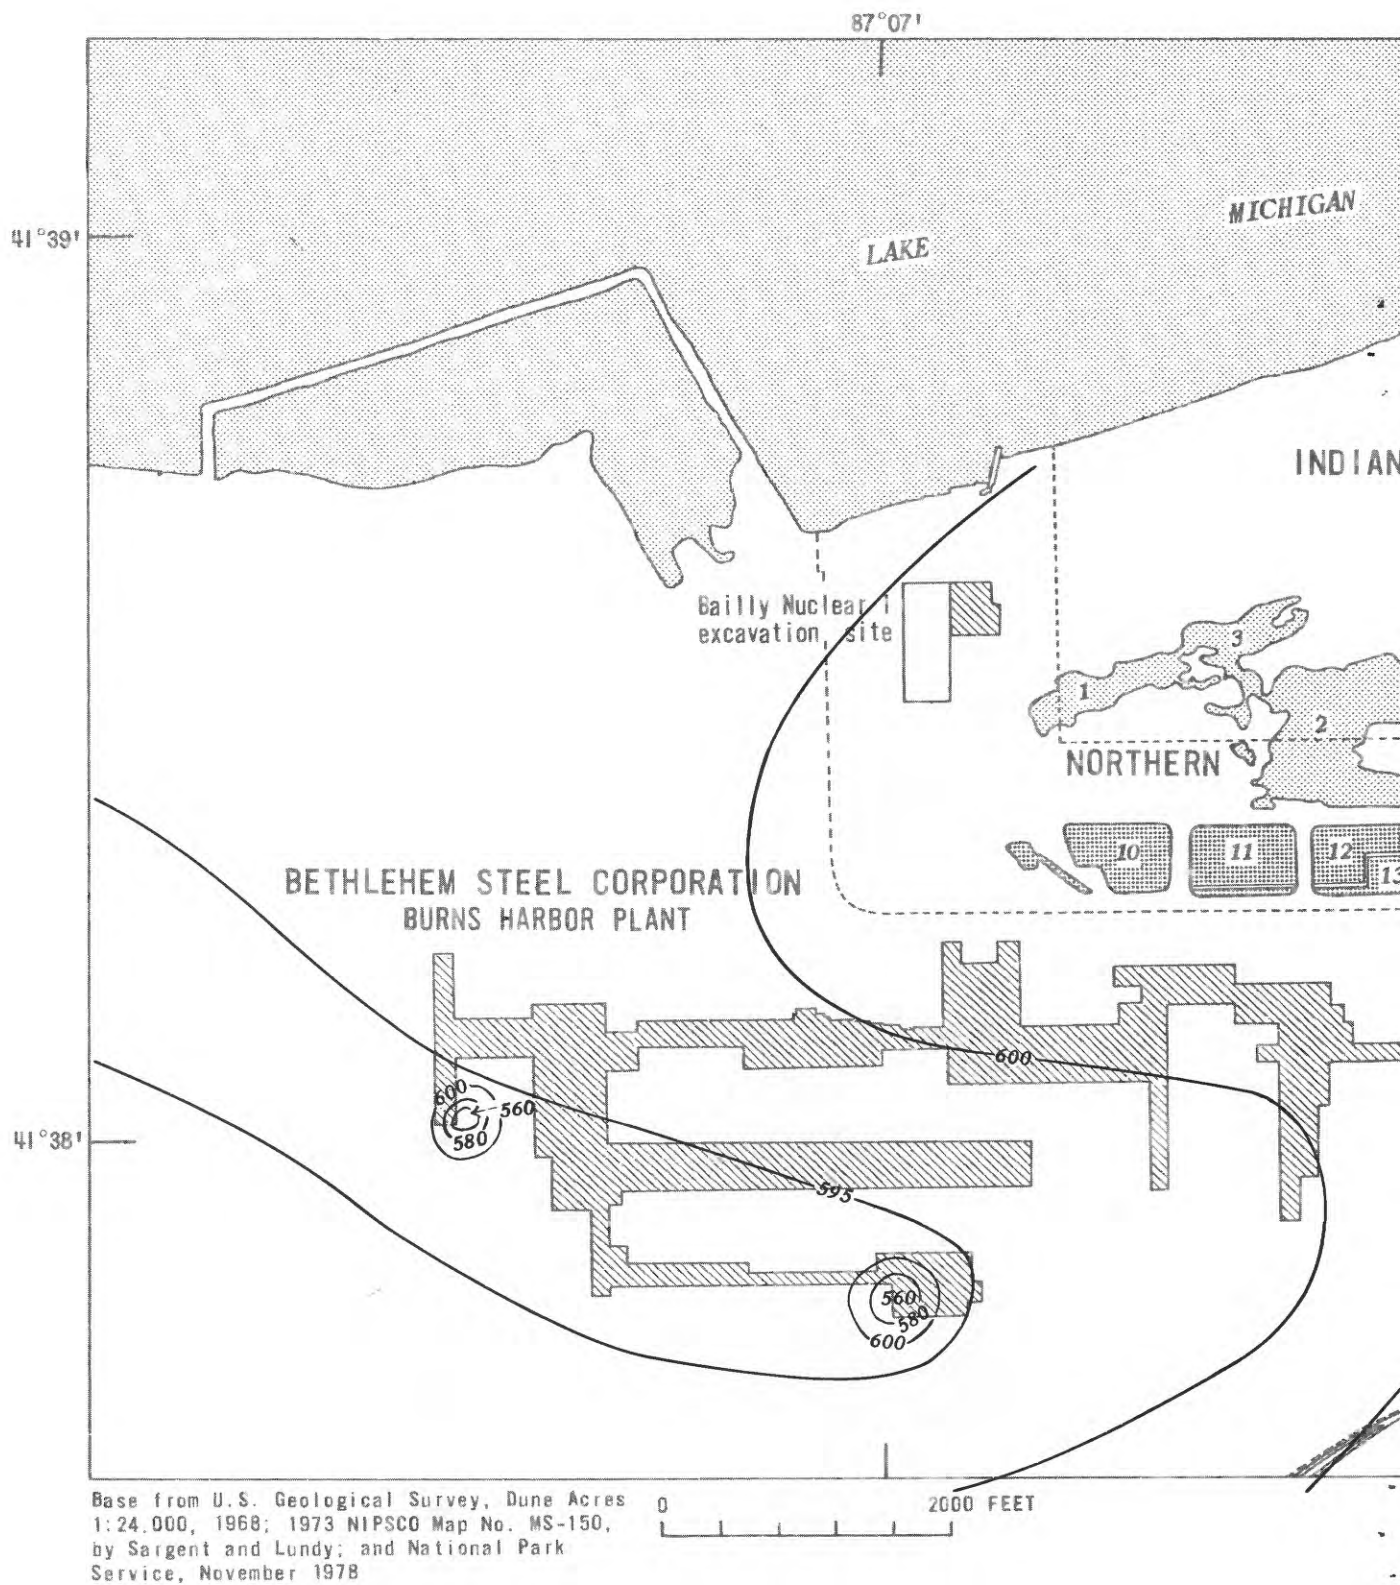 87°07'
MICHIGAN
41°39'
LAKE
INDIAN
Bailly Nuclear 1
excavation site
3
1
2
NORTHERN
10
11
12
13
BETHLEHEM STEEL CORPORATION
BURNS HARBOR PLANT
600
600
560
580
41°38'
595
560
580
600
Base from U.S. Geological Survey, Dune Acres
1:24.000, 1968; 1973 NIPSCO Map No. MS-150,
by Sargent and Lundy; and National Park
Service, November 1978
0
2000 FEET